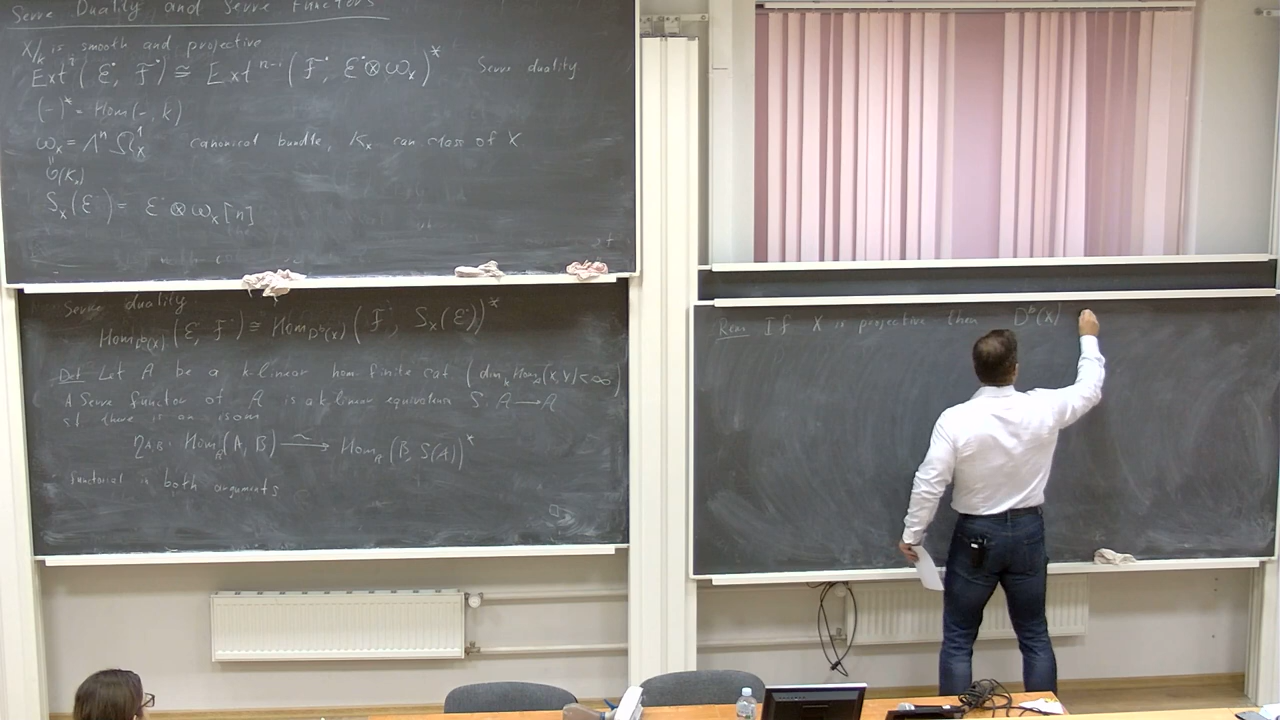 Serre Duality and Serre Functors
X/k is smooth and projective
Ext^i (E^•, F^•) ≅ Ext^{n-i} (F^•, E^•⊗ω_X)^* Serre duality
(-)^* = Hom(-, k)
ω_X = Λ^n Ω^1_X canonical bundle, K_X can class of X
O(K_X)
S_X(E^•) = E^•⊗ω_X[n]
Serre duality
Hom_{D^b(X)} (E^•, F^•) ≅ Hom_{D^b(X)} (F^•, S_X(E^•))^*
Def Let A be a k-linear hom finite cat (dim_k Hom_A(X,Y)<∞)
A Serre functor of A is a k-linear equivalence S: A → A
st there is an isom
η_{A,B}: Hom_A(A, B) ⥲ Hom_A(B, S(A))^*
functorial in both arguments
Rem If X is projective then D^b(X)